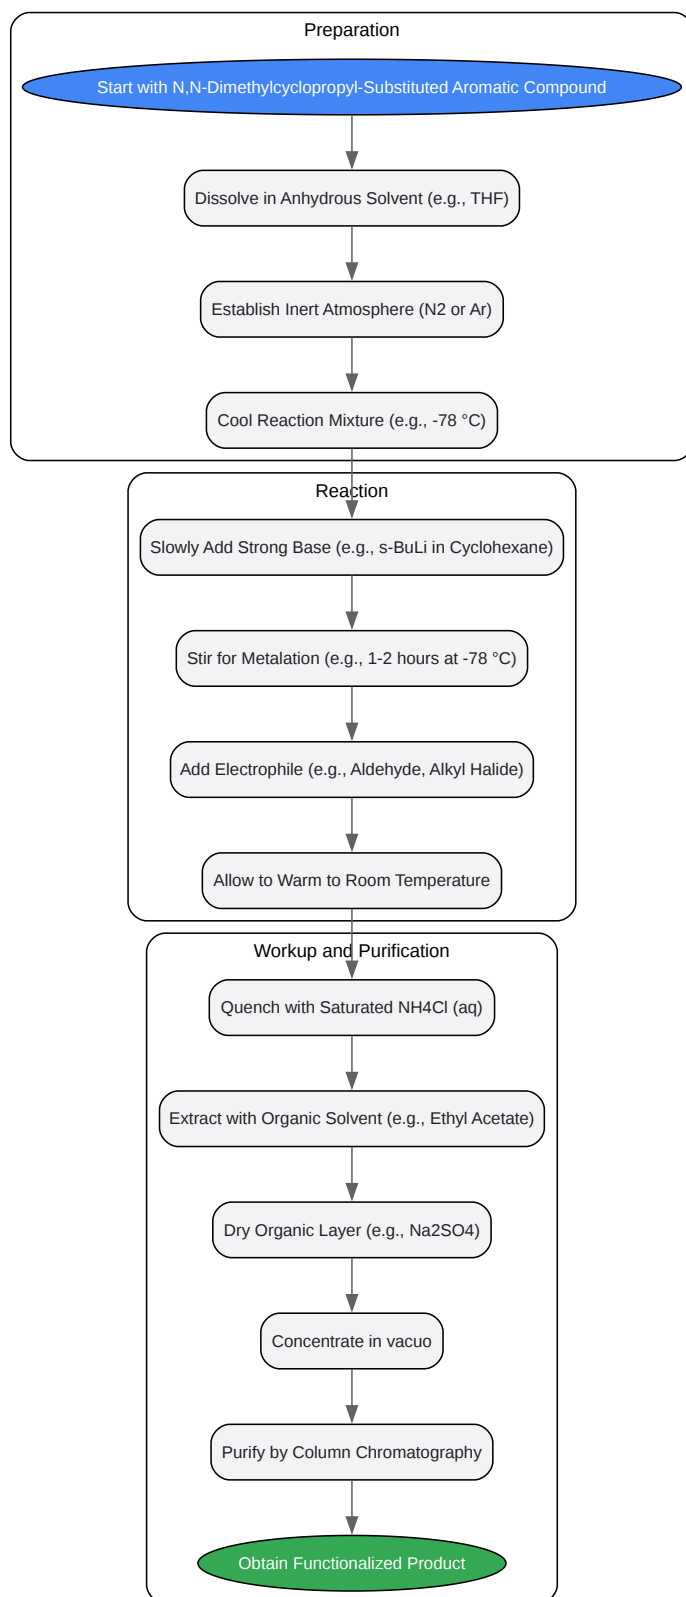 Preparation
Start with N,N-Dimethylcyclopropyl-Substituted Aromatic Compound
Dissolve in Anhydrous Solvent (e.g., THF)
Establish Inert Atmosphere (N2 or Ar)
Cool Reaction Mixture (e.g., -78 °C)
Reaction
Slowly Add Strong Base (e.g., s-BuLi in Cyclohexane)
Stir for Metalation (e.g., 1-2 hours at -78 °C)
Add Electrophile (e.g., Aldehyde, Alkyl Halide)
Allow to Warm to Room Temperature
Workup and Purification
Quench with Saturated NH4Cl (aq)
Extract with Organic Solvent (e.g., Ethyl Acetate)
Dry Organic Layer (e.g., Na2SO4)
Concentrate in vacuo
Purify by Column Chromatography
Obtain Functionalized Product